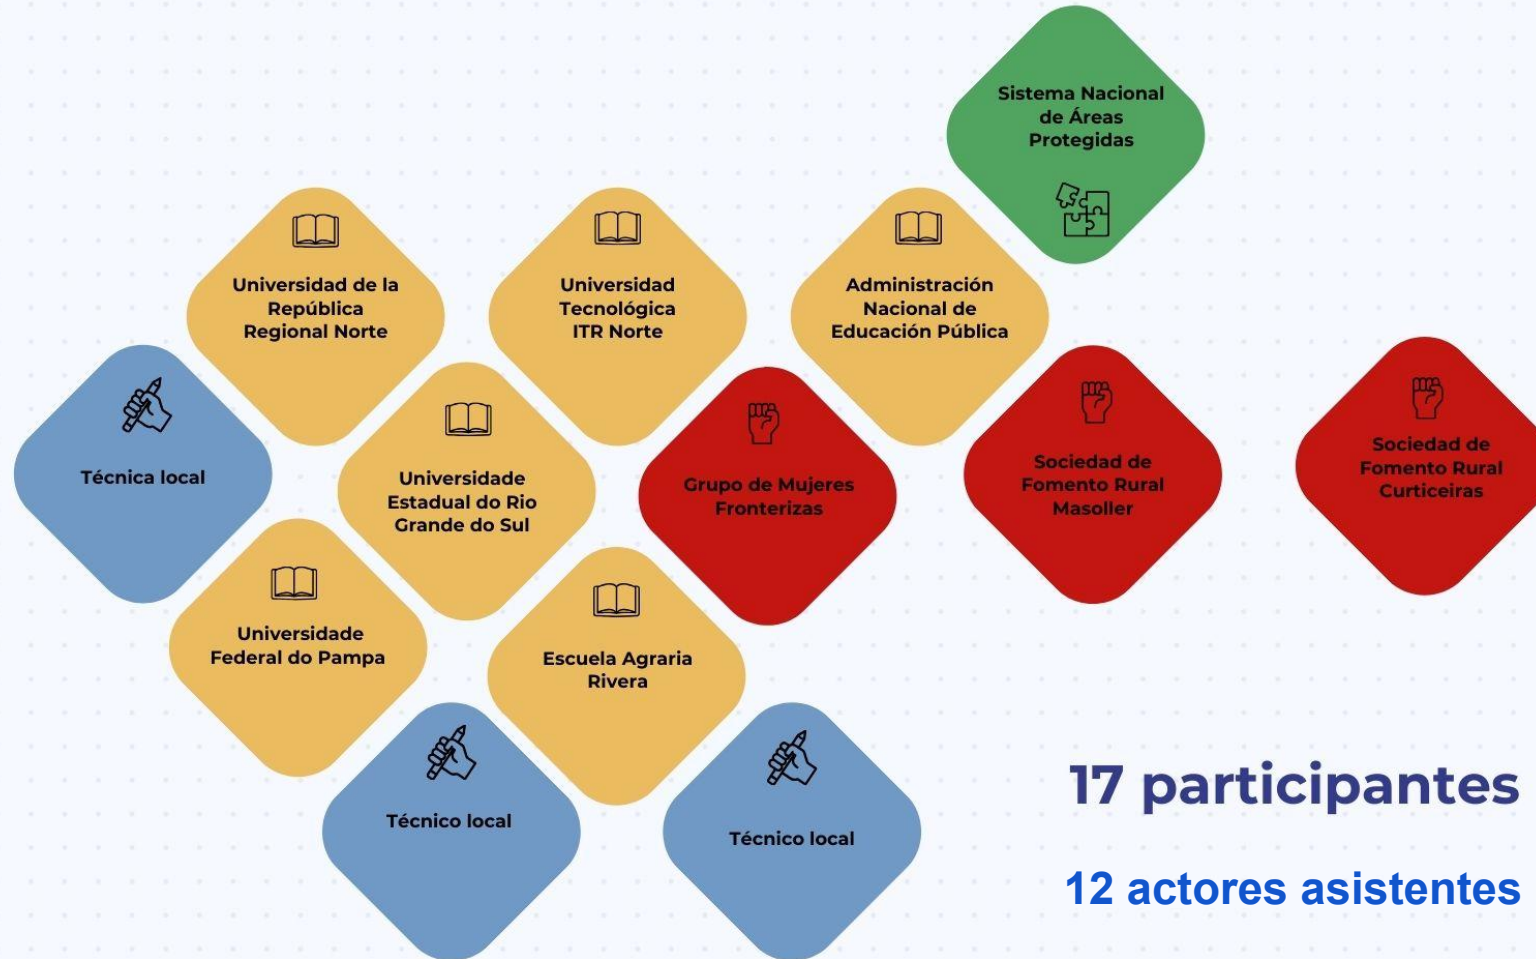 Sistema Nacional
de Áreas
Protegidas
Universidad de la
República
Regional Norte
Universidad
Tecnológica
ITR Norte
Administración
Nacional de
Educación Pública
Técnica local
Universidade
Estadual do Rio
Grande do Sul
Grupo de Mujeres
Fronterizas
Sociedad de
Fomento Rural
Masoller
Sociedad de
Fomento Rural
Curticeiras
Universidade
Federal do Pampa
Escuela Agraria
Rivera
Técnico local
Técnico local
17 participantes
12 actores asistentes